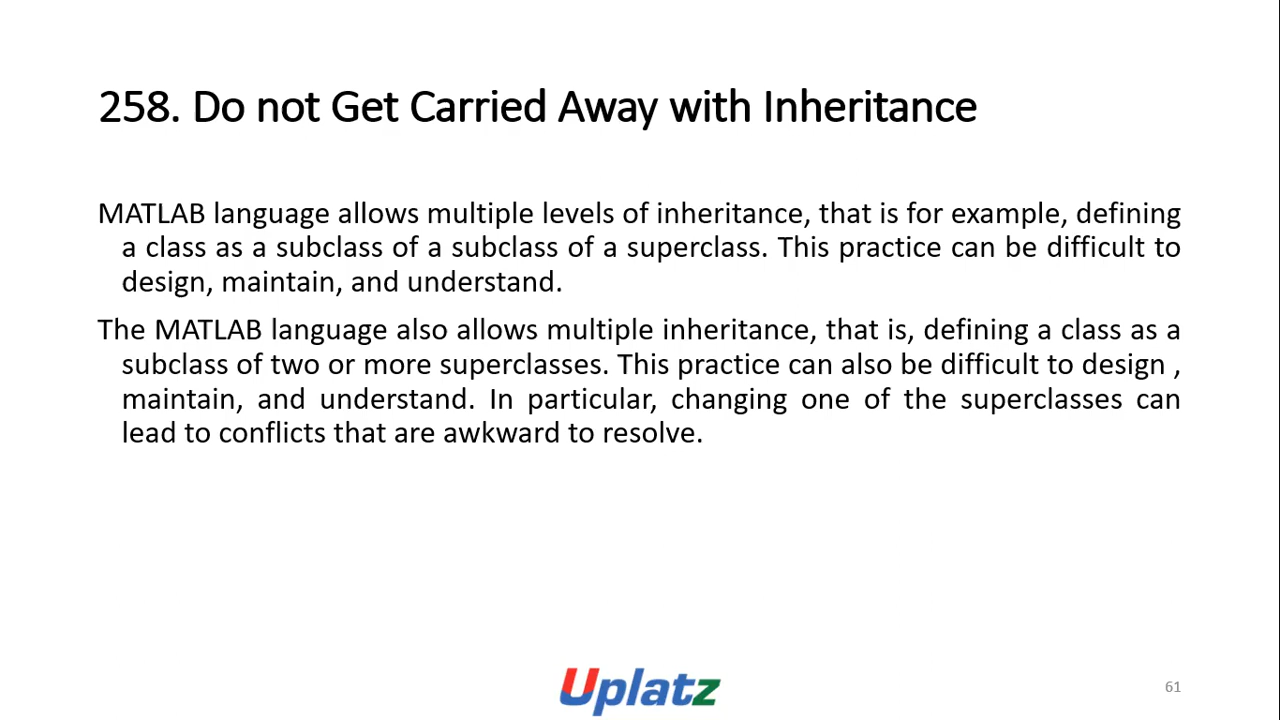 258. Do not Get Carried Away with Inheritance
MATLAB language allows multiple levels of inheritance, that is for example, defining
a class as a subclass of a subclass of a superclass. This practice can be difficult to
design, maintain, and understand.
The MATLAB language also allows multiple inheritance, that is, defining a class as a
subclass of two or more superclasses. This practice can also be difficult to design ,
maintain, and understand. In particular, changing one of the superclasses can
lead to conflicts that are awkward to resolve.
Uplatz
61